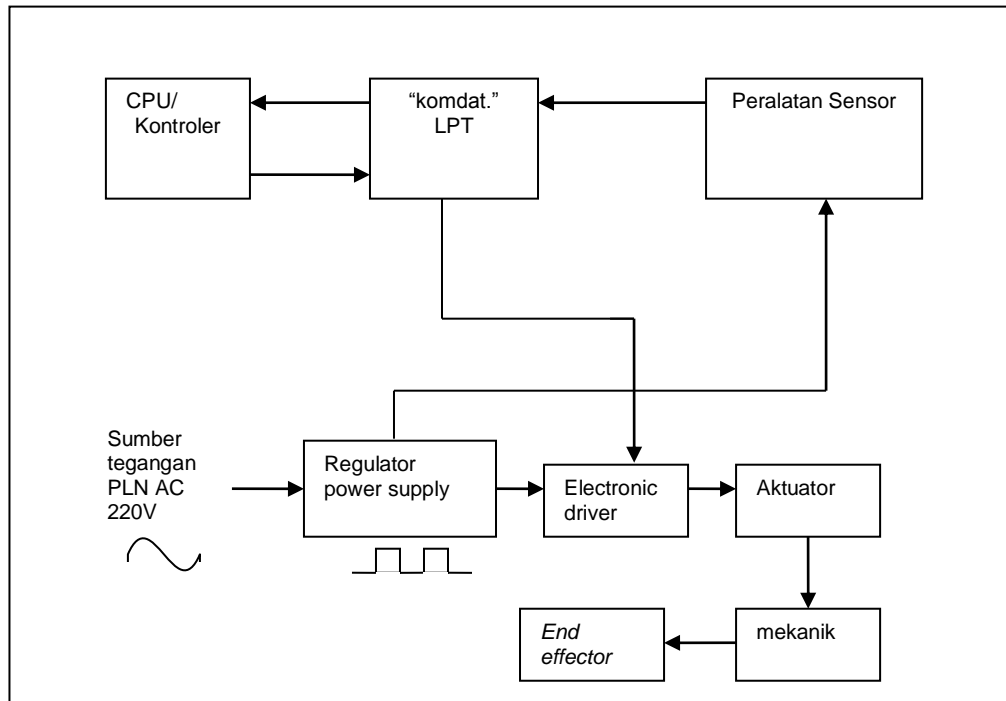 CPU/
Kontroler
“komdat.”
LPT
Peralatan Sensor
Sumber
tegangan
PLN AC
220V
Regulator
power supply
Electronic
driver
Aktuator
End
effector
mekanik